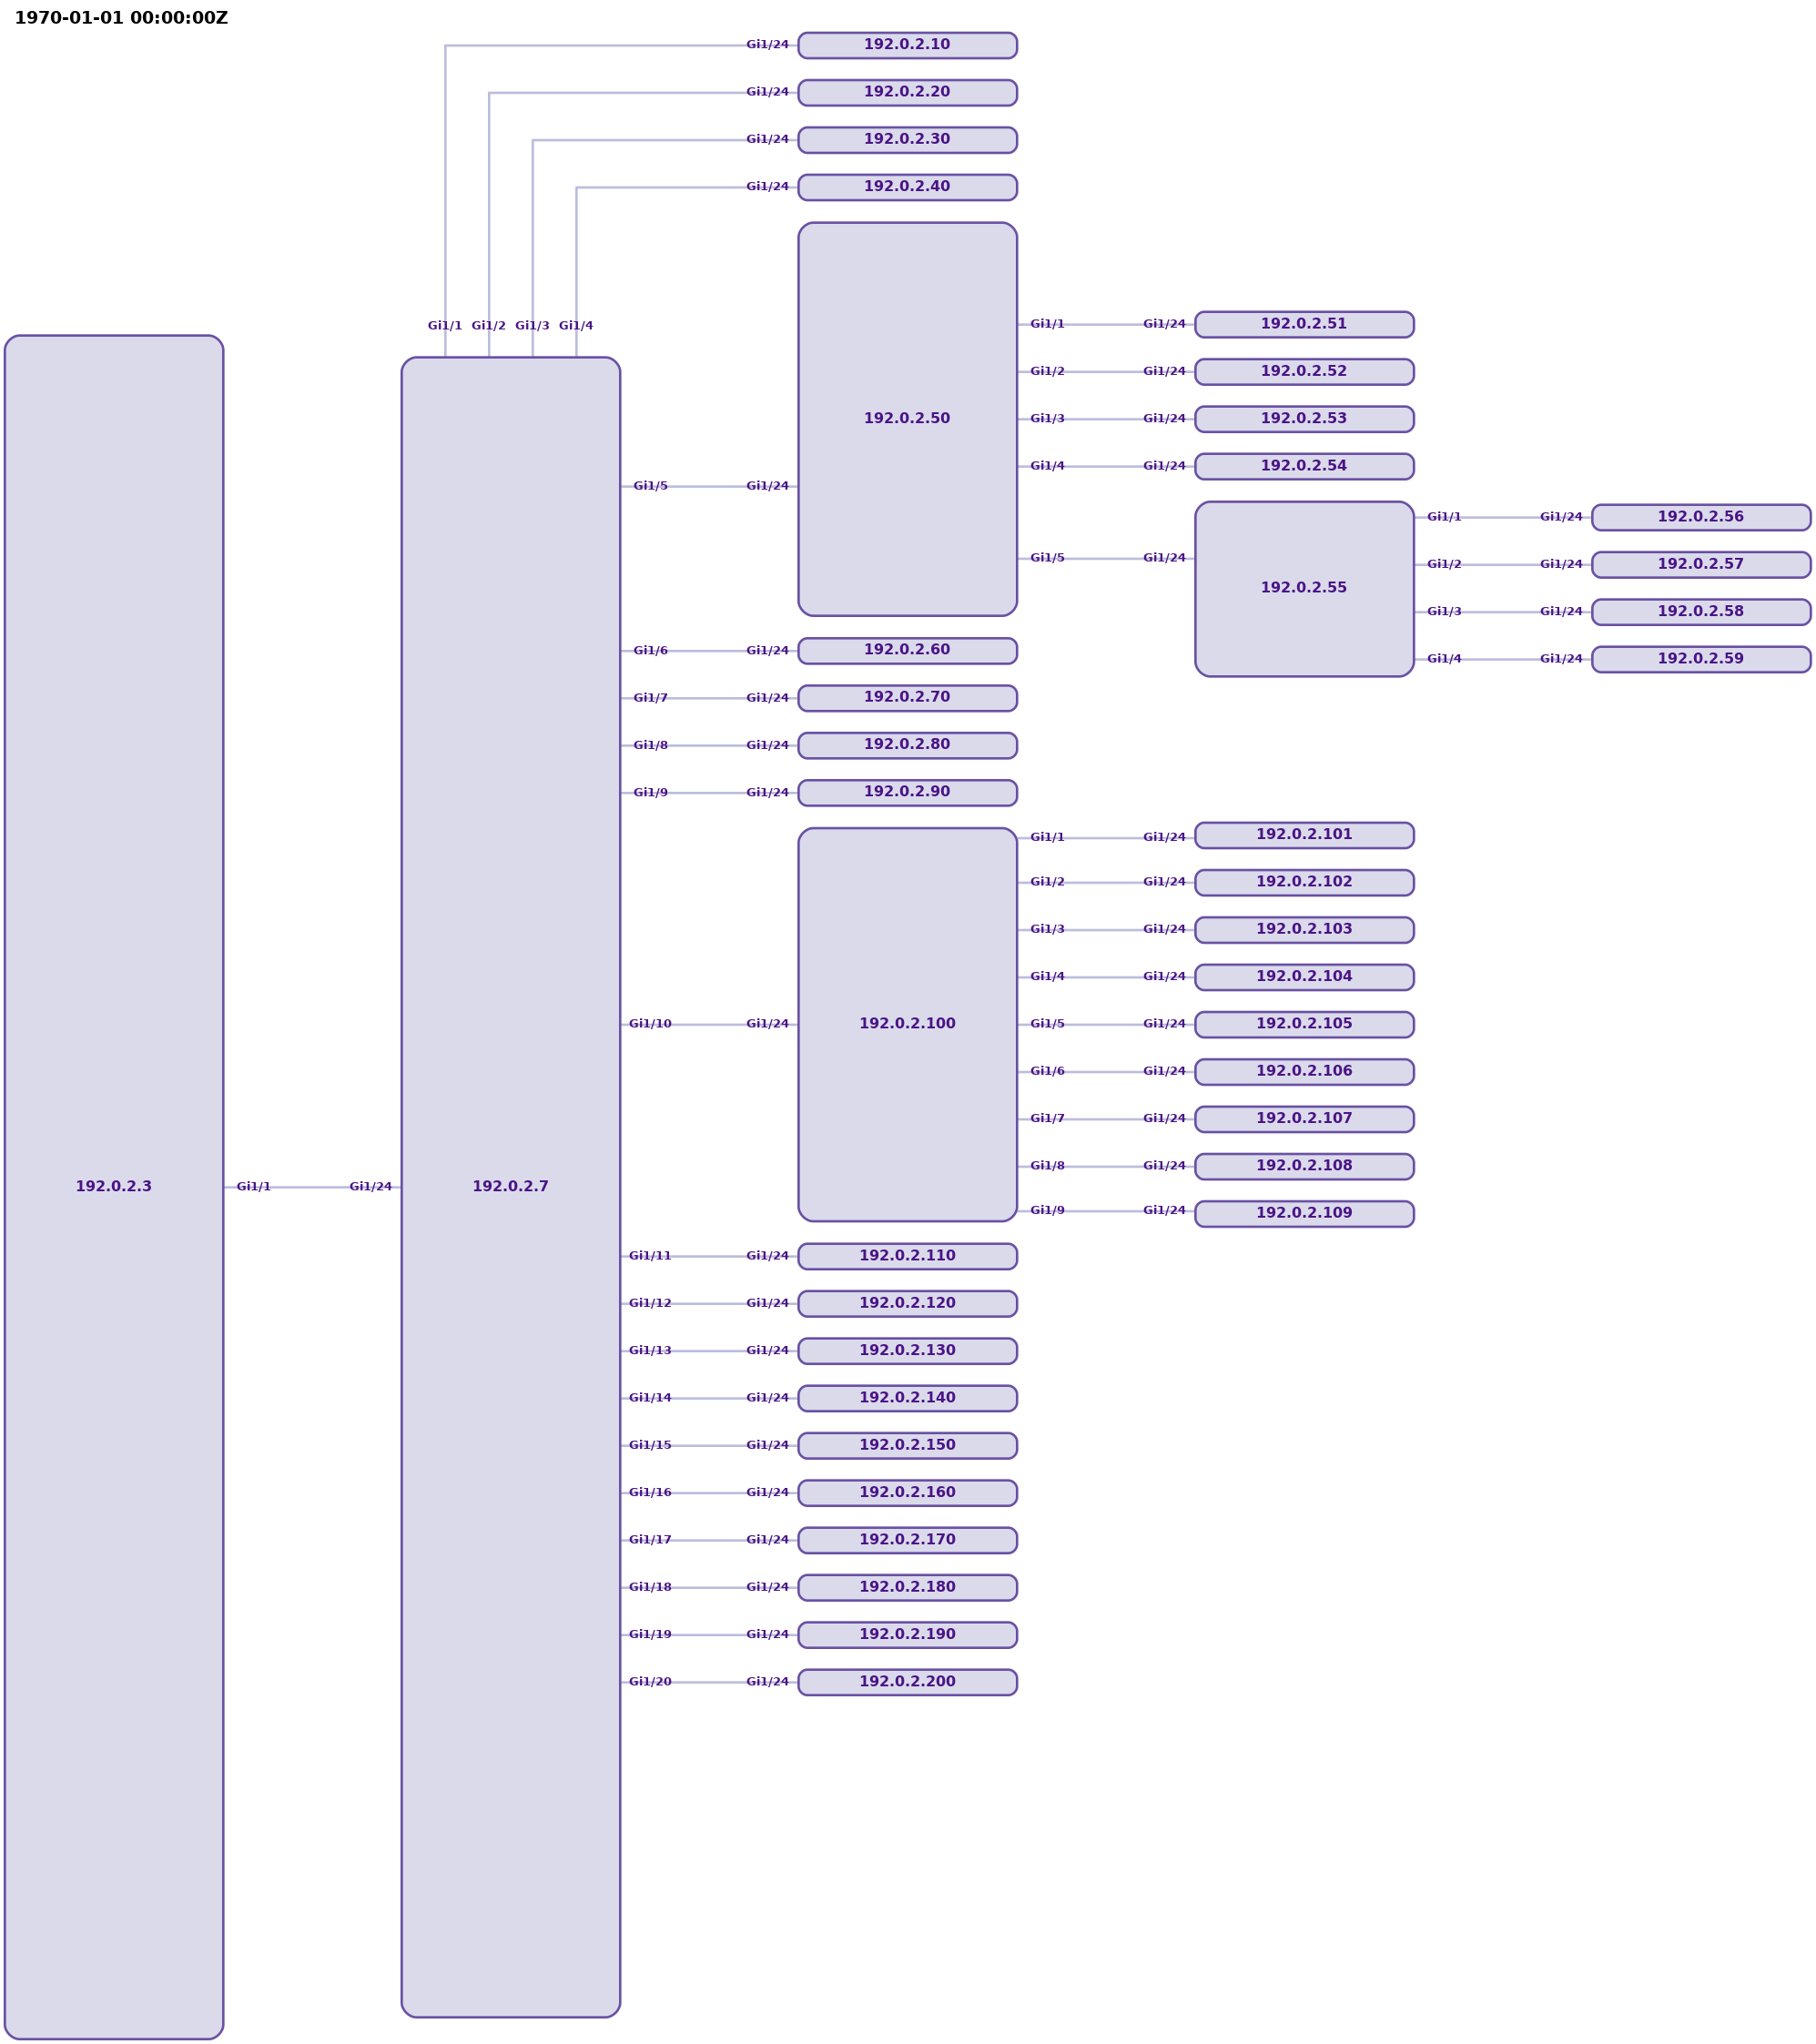 1970-01-01 00:00:00Z
Gi1/24 192.0.2.10
Gi1/24 192.0.2.20
Gi1/24 192.0.2.30
Gi1/24 192.0.2.40
Gi1/1 Gi1/2 Gi1/3 Gi1/4
Gi1/1 Gi1/24 192.0.2.51
Gi1/2 Gi1/24 192.0.2.52
192.0.2.50 Gi1/3 Gi1/24 192.0.2.53
Gi1/4 Gi1/24 192.0.2.54
Gi1/5 Gi1/24
Gi1/1 Gi1/24 192.0.2.56
Gi1/5 Gi1/24
Gi1/2 Gi1/24 192.0.2.57
192.0.2.55
Gi1/3 Gi1/24 192.0.2.58
Gi1/6 Gi1/24 192.0.2.60
Gi1/4 Gi1/24 192.0.2.59
Gi1/7 Gi1/24 192.0.2.70
Gi1/8 Gi1/24 192.0.2.80
Gi1/9 Gi1/24 192.0.2.90
Gi1/1 Gi1/24 192.0.2.101
Gi1/2 Gi1/24 192.0.2.102
Gi1/3 Gi1/24 192.0.2.103
Gi1/4 Gi1/24 192.0.2.104
Gi1/10 Gi1/24 192.0.2.100 Gi1/5 Gi1/24 192.0.2.105
Gi1/6 Gi1/24 192.0.2.106
Gi1/7 Gi1/24 192.0.2.107
Gi1/8 Gi1/24 192.0.2.108
192.0.2.3 Gi1/1 Gi1/24 192.0.2.7
Gi1/9 Gi1/24 192.0.2.109
Gi1/11 Gi1/24 192.0.2.110
Gi1/12 Gi1/24 192.0.2.120
Gi1/13 Gi1/24 192.0.2.130
Gi1/14 Gi1/24 192.0.2.140
Gi1/15 Gi1/24 192.0.2.150
Gi1/16 Gi1/24 192.0.2.160
Gi1/17 Gi1/24 192.0.2.170
Gi1/18 Gi1/24 192.0.2.180
Gi1/19 Gi1/24 192.0.2.190
Gi1/20 Gi1/24 192.0.2.200